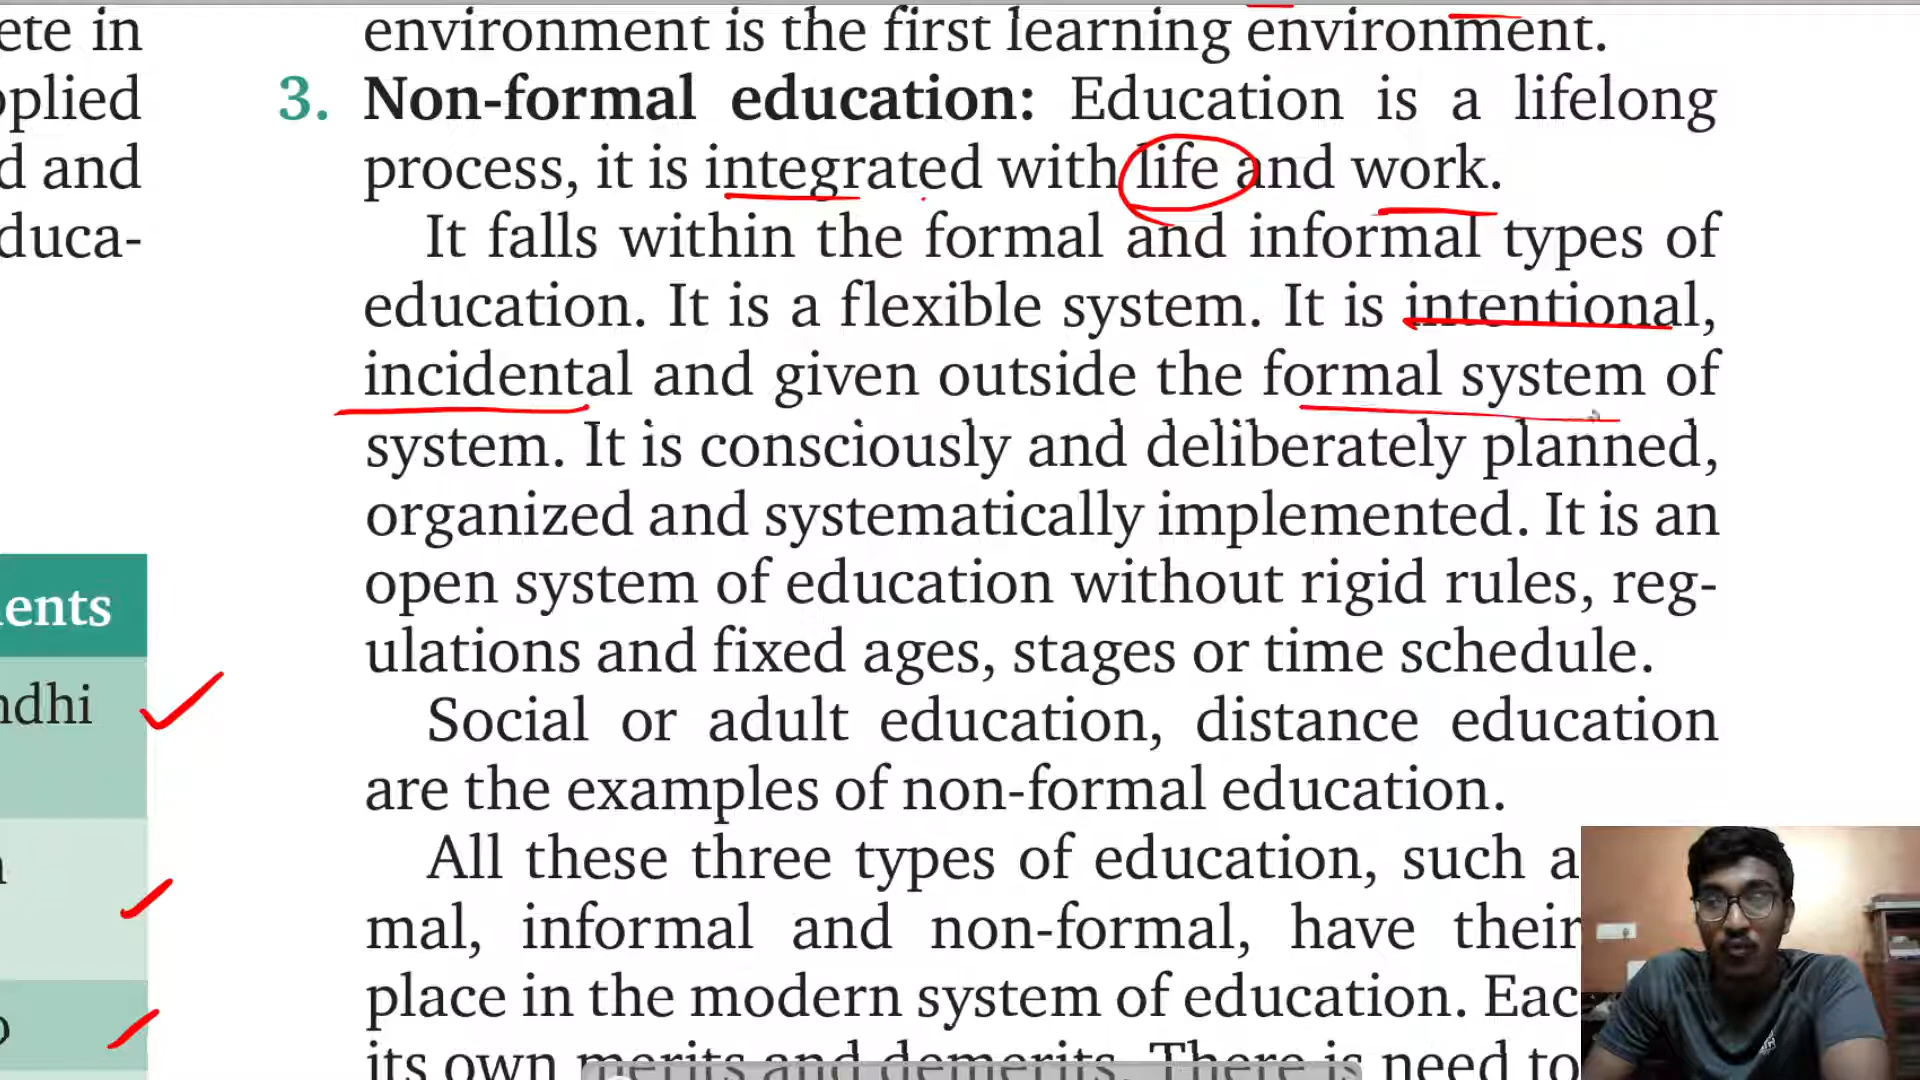 ete in
pplied
d and
duca-
ents
ndhi
environment is the first learning environment.
3. Non-formal education: Education is a lifelong
process, it is integrated with life and work.
It falls within the formal and informal types of
education. It is a flexible system. It is intentional,
incidental and given outside the formal system of
system. It is consciously and deliberately planned,
organized and systematically implemented. It is an
open system of education without rigid rules, reg-
ulations and fixed ages, stages or time schedule.
Social or adult education, distance education
are the examples of non-formal education.
All these three types of education, such a
mal, informal and non-formal, have their
place in the modern system of education. Eac
its own merits and demerits. There is need to